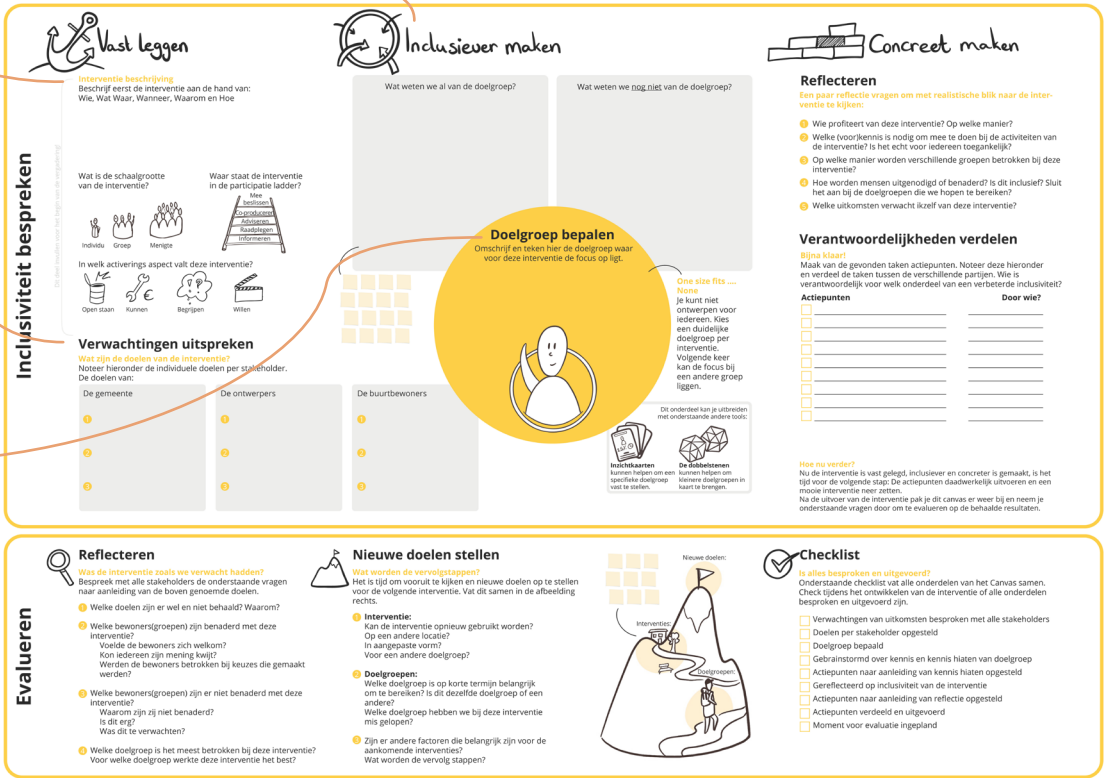 Inclusiviteit bespreken
Vast leggen
Interventie beschrijving
Beschrijf eerst de interventie aan de hand van:
Wie, Wat Waar, Wanneer, Waarom en Hoe
Wat is de schaalgrootte
van de interventie?
Individu
Groep
Menigte
Waar staat de interventie
in de participatie ladder?
Mee
beslissen
Co-produceren
Adviseren
Raadplegen
Informeren
In welk activerings aspect valt deze interventie?
Open staan
Kunnen
Begrijpen
Willen
Verwachtingen uitspreken
Wat zijn de doelen van de interventie?
Noteer hieronder de individuele doelen per stakeholder.
De doelen van:
De gemeente
1
2
3
De ontwerpers
1
2
3
De buurtbewoners
1
2
3
Inclusiever maken
Wat weten we al van de doelgroep?
Wat weten we nog niet van de doelgroep?
Doelgroep bepalen
Omschrijf en teken hier de doelgroep waar
voor deze interventie de focus op ligt.
One size fits ....
None
Je kunt niet
ontwerpen voor
iedereen. Kies
een duidelijke
doelgroep per
interventie.
Volgende keer
kan de focus bij
een andere groep
liggen.
Dit onderdeel kan je uitbreiden
met onderstaande andere tools:
Inzichtkaarten
kunnen helpen om een
specifieke doelgroep
vast te stellen.
De dobbelstenen
kunnen helpen om
kleinere doelgroepen in
kaart te brengen.
Concreet maken
Reflecteren
Een paar reflectie vragen om met realistische blik naar de inter-
ventie te kijken:
1 Wie profiteert van deze interventie? Op welke manier?
2 Welke (voor)kennis is nodig om mee te doen bij de activiteiten van
de interventie? Is het echt voor iedereen toegankelijk?
3 Op welke manier worden verschillende groepen betrokken bij deze
interventie?
4 Hoe worden mensen uitgenodigd of benaderd? Is dit inclusief? Sluit
het aan bij de doelgroepen die we hopen te bereiken?
5 Welke uitkomsten verwacht ikzelf van deze interventie?
Verantwoordelijkheden verdelen
Bijna klaar!
Maak van de gevonden taken actiepunten. Noteer deze hieronder
en verdeel de taken tussen de verschillende partijen. Wie is
verantwoordelijk voor welk onderdeel van een verbeterde inclusiviteit?
Actiepunten
Door wie?
Hoe nu verder?
Nu de interventie is vast gelegd, inclusiever en concreter is gemaakt, is het
tijd voor de volgende stap: De actiepunten daadwerkelijk uitvoeren en een
mooie interventie neer zetten.
Na de uitvoer van de interventie pak je dit canvas er weer bij en neem je
onderstaande vragen door om te evalueren op de behaalde resultaten.
Evalueren
Reflecteren
Was de interventie zoals we verwacht hadden?
Bespreek met alle stakeholders de onderstaande vragen
naar aanleiding van de boven genoemde doelen.
1 Welke doelen zijn er wel en niet behaald? Waarom?
2 Welke bewoners(groepen) zijn benaderd met deze
interventie?
Voelde de bewoners zich welkom?
Kon iedereen zijn mening kwijt?
Werden de bewoners betrokken bij keuzes die gemaakt
werden?
3 Welke bewoners(groepen) zijn er niet benaderd met deze
interventie?
Waarom zijn zij niet benaderd?
Is dit erg?
Was dit te verwachten?
4 Welke doelgroep is het meest betrokken bij deze interventie?
Voor welke doelgroep werkte deze interventie het best?
Nieuwe doelen stellen
Wat worden de vervolgstappen?
Het is tijd om vooruit te kijken en nieuwe doelen op te stellen
voor de volgende interventie. Vat dit samen in de afbeelding
rechts.
1 Interventie:
Kan de interventie opnieuw gebruikt worden?
Op een andere locatie?
In aangepaste vorm?
Voor een andere doelgroep?
2 Doelgroepen:
Welke doelgroep is op korte termijn belangrijk
om te bereiken? Is dit dezelfde doelgroep of een
andere?
Welke doelgroep hebben we bij deze interventie
mis gelopen?
3 Zijn er andere factoren die belangrijk zijn voor de
aankomende interventies?
Wat worden de vervolg stappen?
Nieuwe doelen:
Interventies:
Doelgroepen:
Checklist
Is alles besproken en uitgevoerd?
Onderstaande checklist vat alle onderdelen van het Canvas samen.
Check tijdens het ontwikkelen van de interventie of alle onderdelen
besproken en uitgevoerd zijn.
Verwachtingen van uitkomsten besproken met alle stakeholders
Doelen per stakeholder opgesteld
Doelgroep bepaald
Gebrainstormd over kennis en kennis hiaten van doelgroep
Actiepunten naar aanleiding van kennis hiaten opgesteld
Gereflecteerd op inclusiviteit van de interventie
Actiepunten naar aanleiding van reflectie opgesteld
Actiepunten verdeeld en uitgevoerd
Moment voor evaluatie ingepland